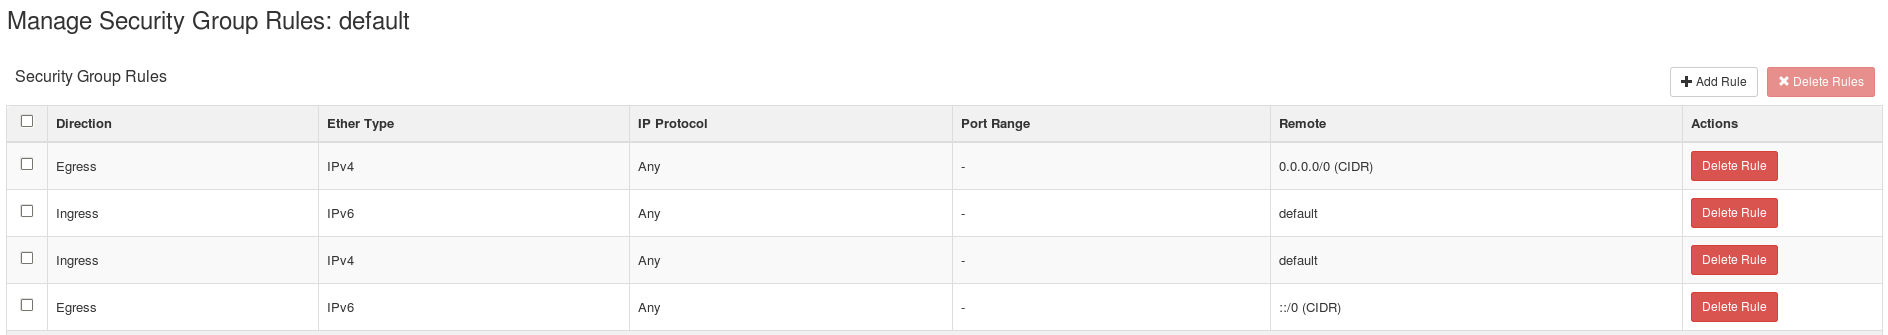 Manage Security Group Rules: default
Security Group Rules
Add Rule Delete Rules
Direction Ether Type IP Protocol Port Range Remote Actions
Egress IPv4 Any - 0.0.0.0/0 (CIDR) Delete Rule
Ingress IPv6 Any - default Delete Rule
Ingress IPv4 Any - default Delete Rule
Egress IPv6 Any - ::/0 (CIDR) Delete Rule